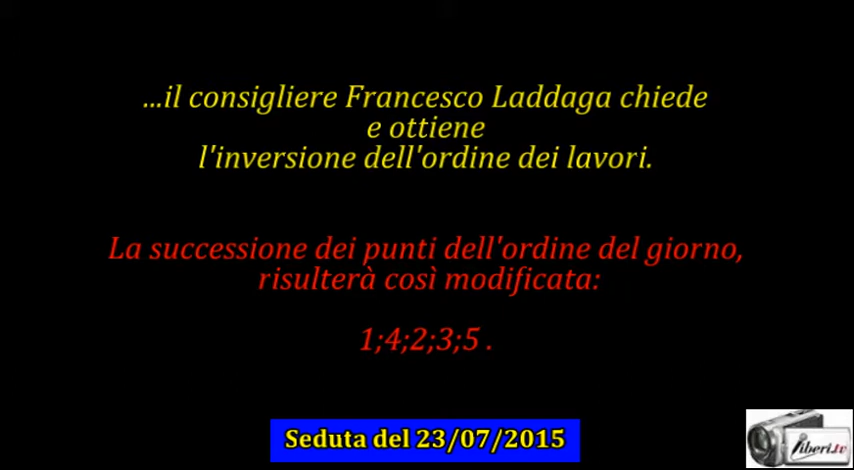 ...il consigliere Francesco Laddaga chiede
e ottiene
l'inversione dell'ordine dei lavori.
La successione dei punti dell'ordine del giorno,
risulterà così modificata:
1;4;2;3;5 .
Seduta del 23/07/2015
liberi.tv